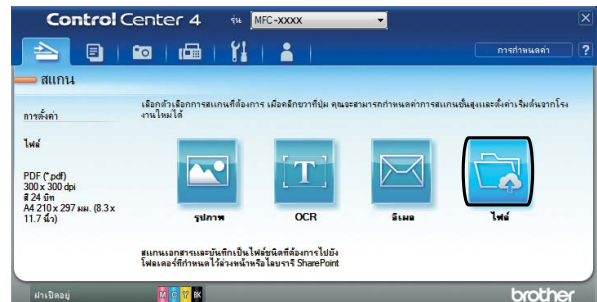 Control Center 4 รุ่น MFC-XXXX
การกำหนดค่า ?
สแกน
เลือกตัวเลือกการสแกนที่ต้องการ เมื่อคลิกขวาที่ปุ่ม คุณจะสามารถกำหนดค่าการสแกนขั้นสูงและตั้งค่าเริ่มต้นจากโรง
งานใหม่ได้
การตั้งค่า
ไฟล์
PDF (*.pdf)
300 x 300 dpi
สี 24 บิท
A4 210 x 297 มม. (8.3 x
11.7 นิ้ว)
[T]
รูปภาพ OCR อีเมล ไฟล์
สแกนเอกสารและบันทึกเป็นไฟล์ชนิดที่ต้องการไปยัง
โฟลเดอร์ที่กำหนดไว้ล่วงหน้าหรือไลบรารี SharePoint
ฝาเปิดอยู่ M C Y BK brother